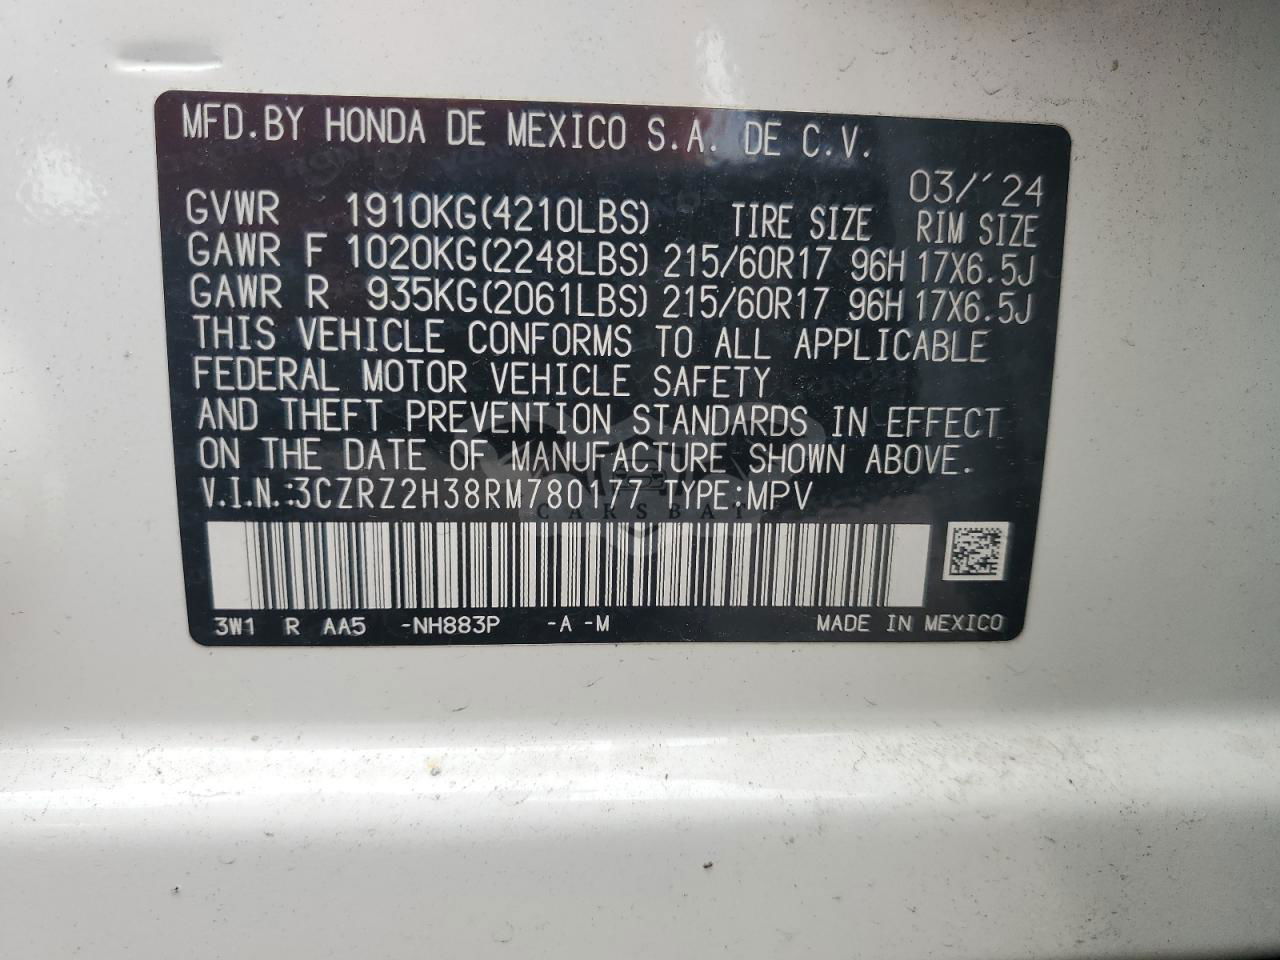 MFD.BY HONDA DE MEXICO S.A. DE C.V.
03/'24
GVWR 1910KG(4210LBS) TIRE SIZE RIM SIZE
GAWR F 1020KG(2248LBS) 215/60R17 96H 17X6.5J
GAWR R 935KG(2061LBS) 215/60R17 96H 17X6.5J
THIS VEHICLE CONFORMS TO ALL APPLICABLE
FEDERAL MOTOR VEHICLE SAFETY
AND THEFT PREVENTION STANDARDS IN EFFECT
ON THE DATE OF MANUFACTURE SHOWN ABOVE.
V.I.N.:3CZRZ2H38RM780177 TYPE:MPV
CARSBAT
3W1 R AA5 -NH883P -A -M MADE IN MEXICO